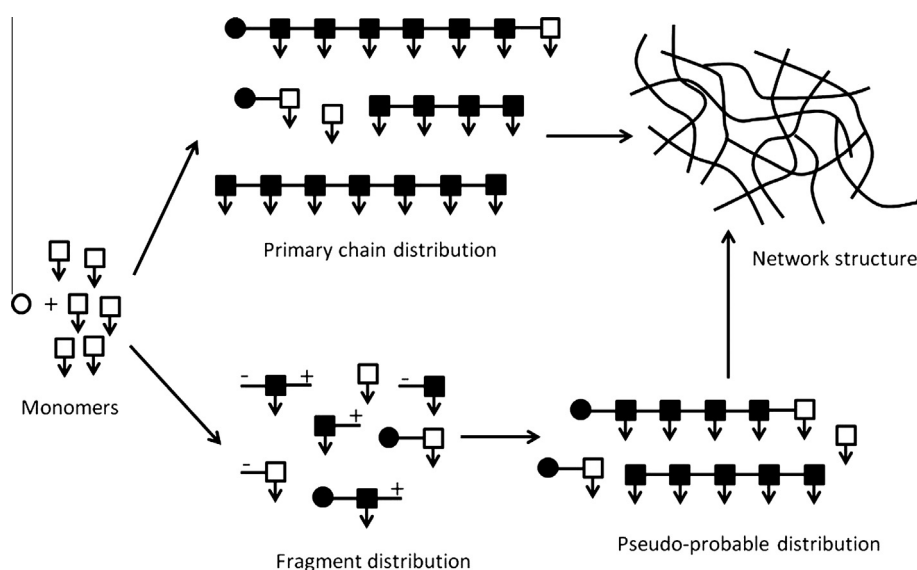 Primary chain distribution
Network structure
+
Monomers
- +
-
+
+
-
+
Fragment distribution
Pseudo-probable distribution